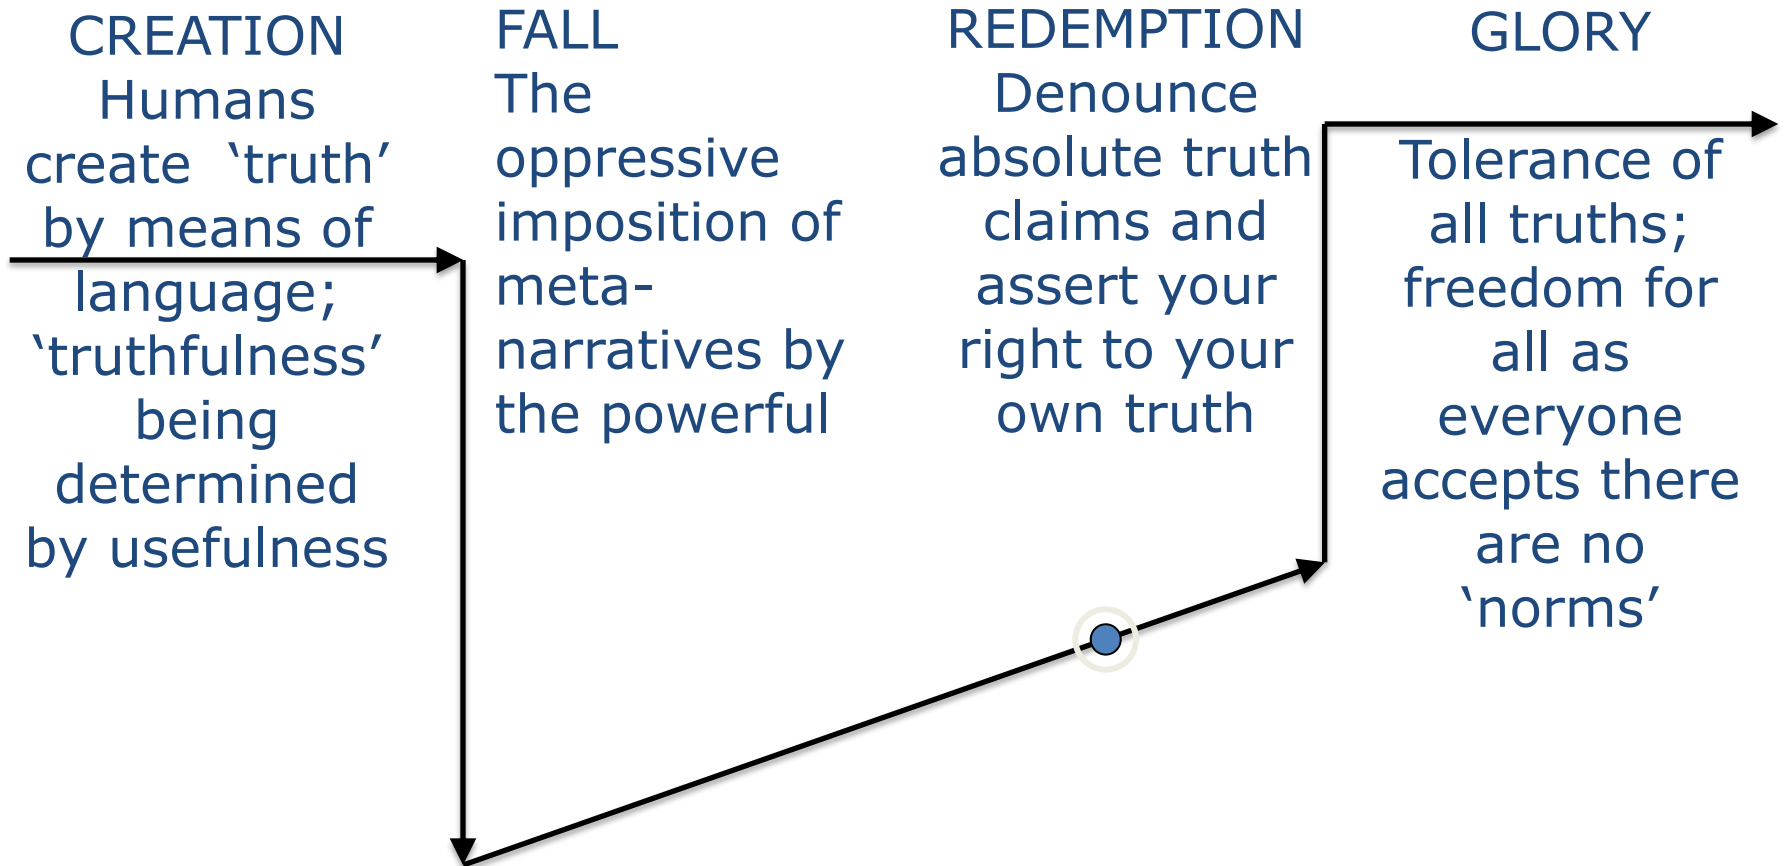 CREATION
Humans
create ‘truth’
by means of
language;
‘truthfulness’
being
determined
by usefulness
FALL
The
oppressive
imposition of
meta-
narratives by
the powerful
REDEMPTION
Denounce
absolute truth
claims and
assert your
right to your
own truth
GLORY
Tolerance of
all truths;
freedom for
all as
everyone
accepts there
are no
‘norms’